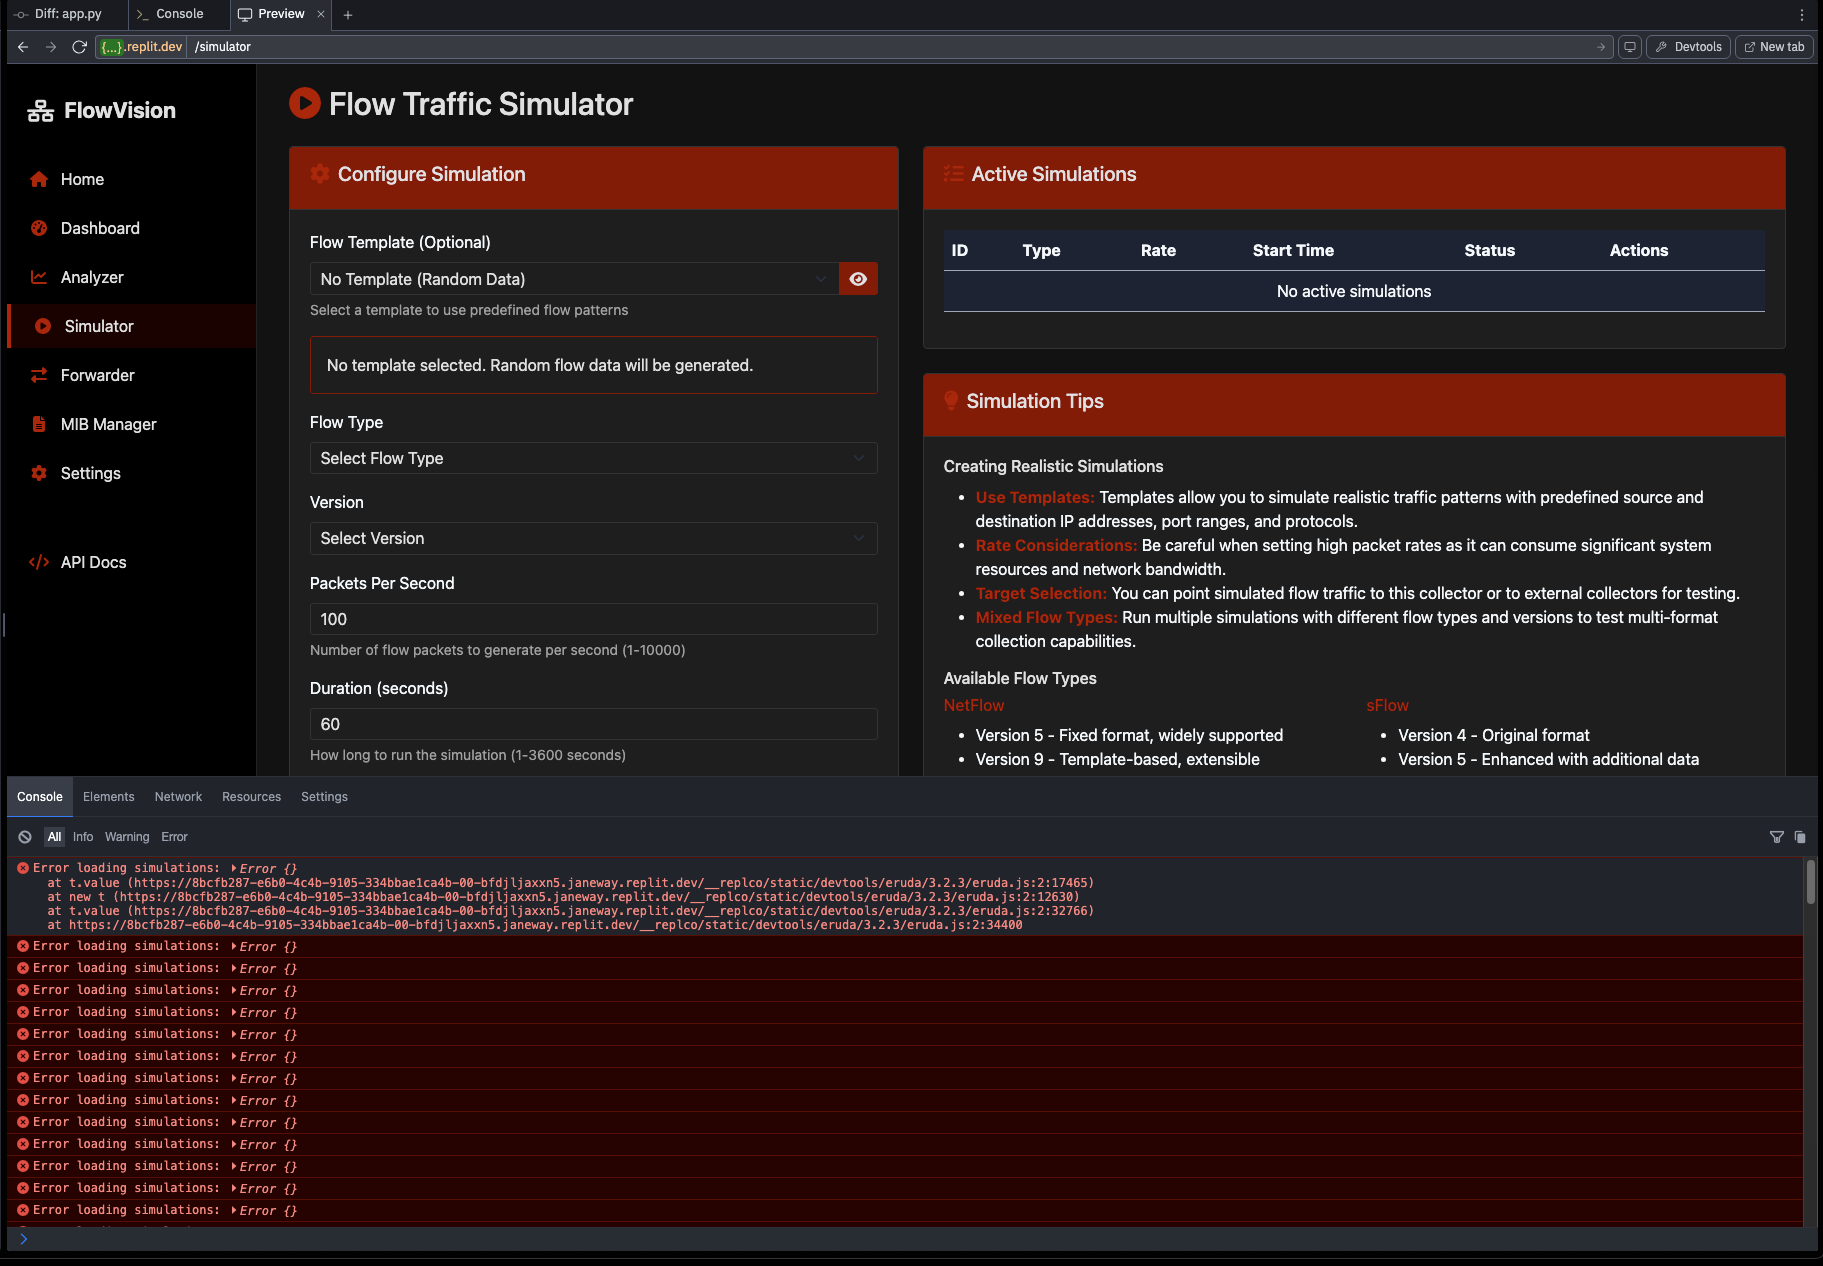 Diff: app.py
Console
Preview
{...}.replit.dev /simulator
Devtools
New tab
FlowVision
Home
Dashboard
Analyzer
Simulator
Forwarder
MIB Manager
Settings
API Docs
Flow Traffic Simulator
Configure Simulation
Flow Template (Optional)
No Template (Random Data)
Select a template to use predefined flow patterns
No template selected. Random flow data will be generated.
Flow Type
Select Flow Type
Version
Select Version
Packets Per Second
100
Number of flow packets to generate per second (1-10000)
Duration (seconds)
60
How long to run the simulation (1-3600 seconds)
Active Simulations
ID Type Rate Start Time Status Actions
No active simulations
Simulation Tips
Creating Realistic Simulations
Use Templates: Templates allow you to simulate realistic traffic patterns with predefined source and
destination IP addresses, port ranges, and protocols.
Rate Considerations: Be careful when setting high packet rates as it can consume significant system
resources and network bandwidth.
Target Selection: You can point simulated flow traffic to this collector or to external collectors for testing.
Mixed Flow Types: Run multiple simulations with different flow types and versions to test multi-format
collection capabilities.
Available Flow Types
NetFlow
Version 5 - Fixed format, widely supported
Version 9 - Template-based, extensible
sFlow
Version 4 - Original format
Version 5 - Enhanced with additional data
Console Elements Network Resources Settings
All Info Warning Error
Error loading simulations: Error {}
at t.value (https://8bcfb287-e6b0-4c4b-9105-334bbae1ca4b-00-bfdjljaxxn5.janeway.replit.dev/__replco/static/devtools/eruda/3.2.3/eruda.js:2:17465)
at new t (https://8bcfb287-e6b0-4c4b-9105-334bbae1ca4b-00-bfdjljaxxn5.janeway.replit.dev/__replco/static/devtools/eruda/3.2.3/eruda.js:2:12630)
at t.value (https://8bcfb287-e6b0-4c4b-9105-334bbae1ca4b-00-bfdjljaxxn5.janeway.replit.dev/__replco/static/devtools/eruda/3.2.3/eruda.js:2:32766)
at https://8bcfb287-e6b0-4c4b-9105-334bbae1ca4b-00-bfdjljaxxn5.janeway.replit.dev/__replco/static/devtools/eruda/3.2.3/eruda.js:2:34400
Error loading simulations: Error {}
Error loading simulations: Error {}
Error loading simulations: Error {}
Error loading simulations: Error {}
Error loading simulations: Error {}
Error loading simulations: Error {}
Error loading simulations: Error {}
Error loading simulations: Error {}
Error loading simulations: Error {}
Error loading simulations: Error {}
Error loading simulations: Error {}
Error loading simulations: Error {}
Error loading simulations: Error {}